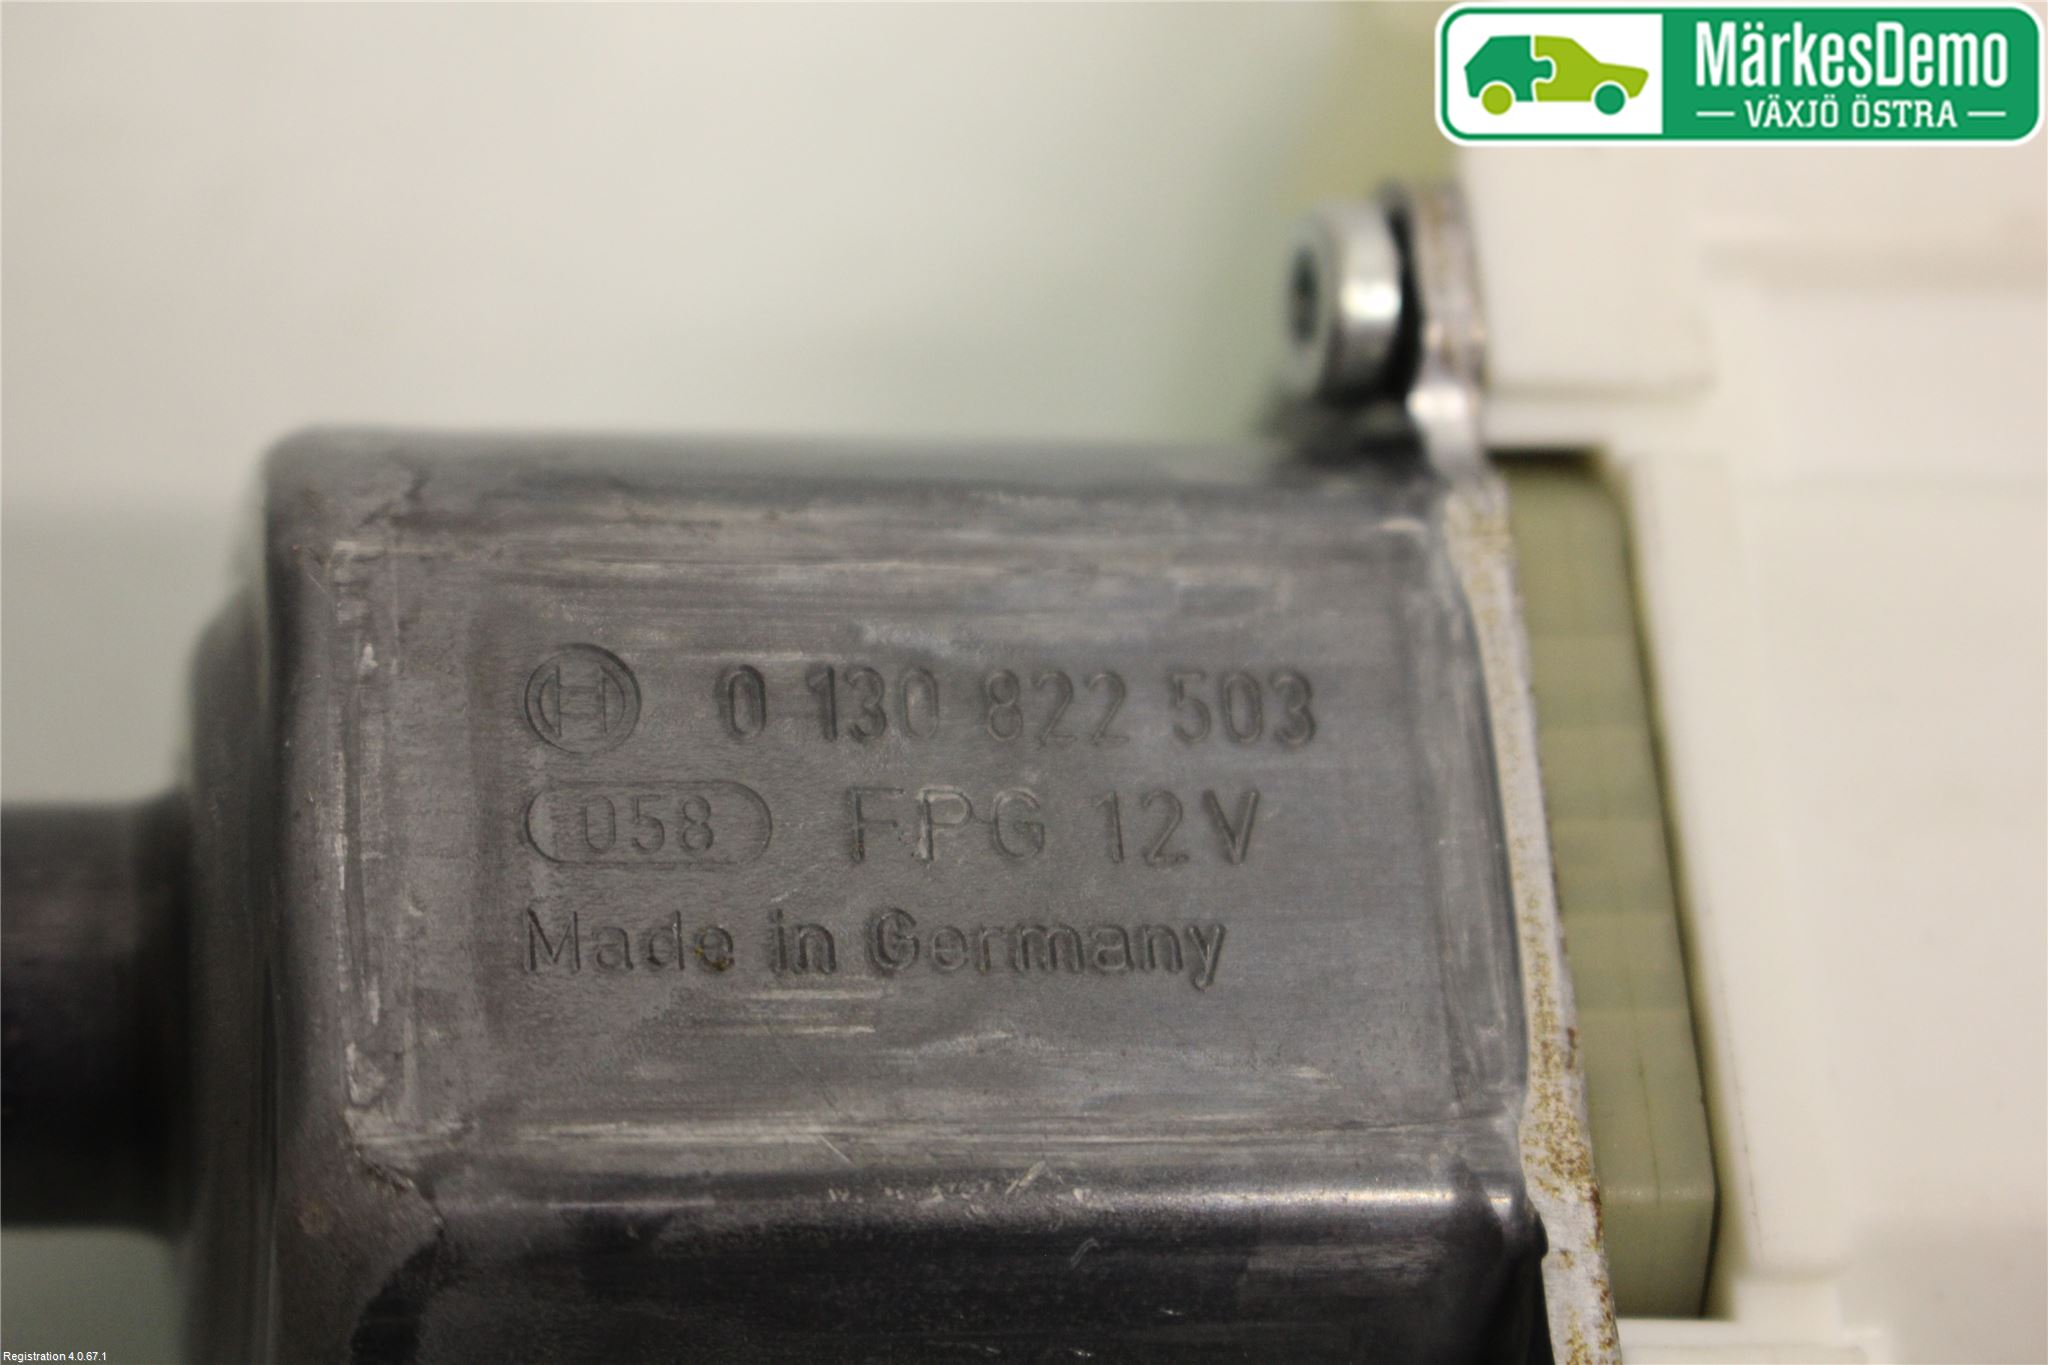 MärkesDemo
VÄXJÖ ÖSTRA
0 130 822 503
058 FPG 12V
Made in Germany
Registration 4.0.67.1